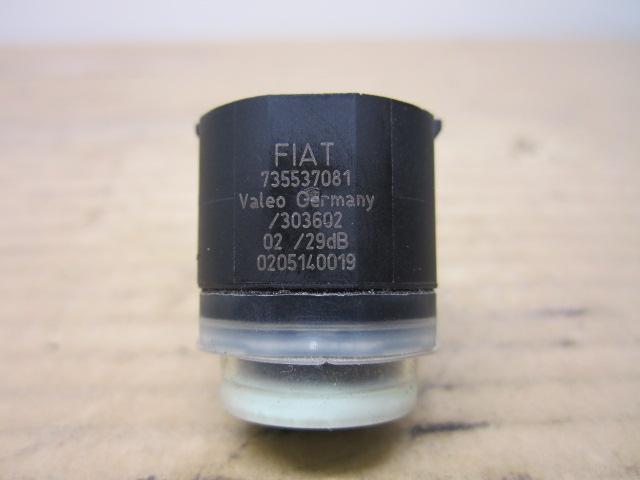 FIAT
735537081
Valeo Germany
/303602
02 /29dB
0205140019